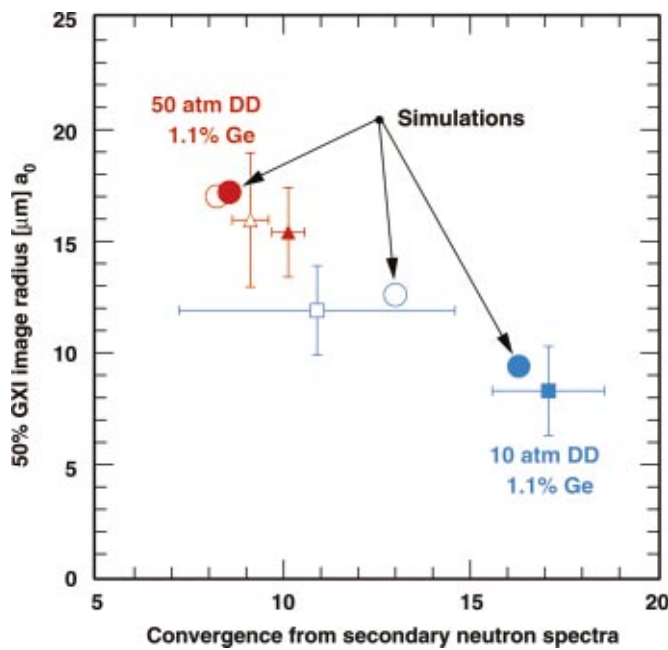 25
20
15
10
5
0
50% GXI image radius [μm] a0
50 atm DD
1.1% Ge
Simulations
10 atm DD
1.1% Ge
5
10
15
20
Convergence from secondary neutron spectra